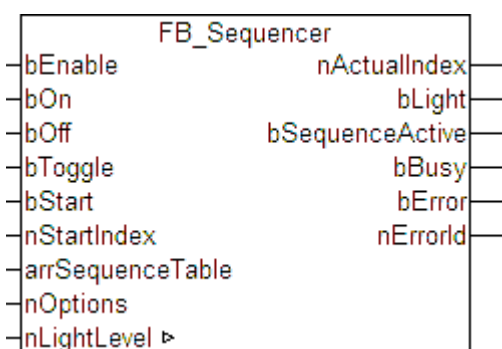 FB_Sequencer
bEnable nActualIndex
bOn bLight
bOff bSequenceActive
bToggle bBusy
bStart bError
nStartIndex nErrorId
arrSequenceTable
nOptions
nLightLevel ▹